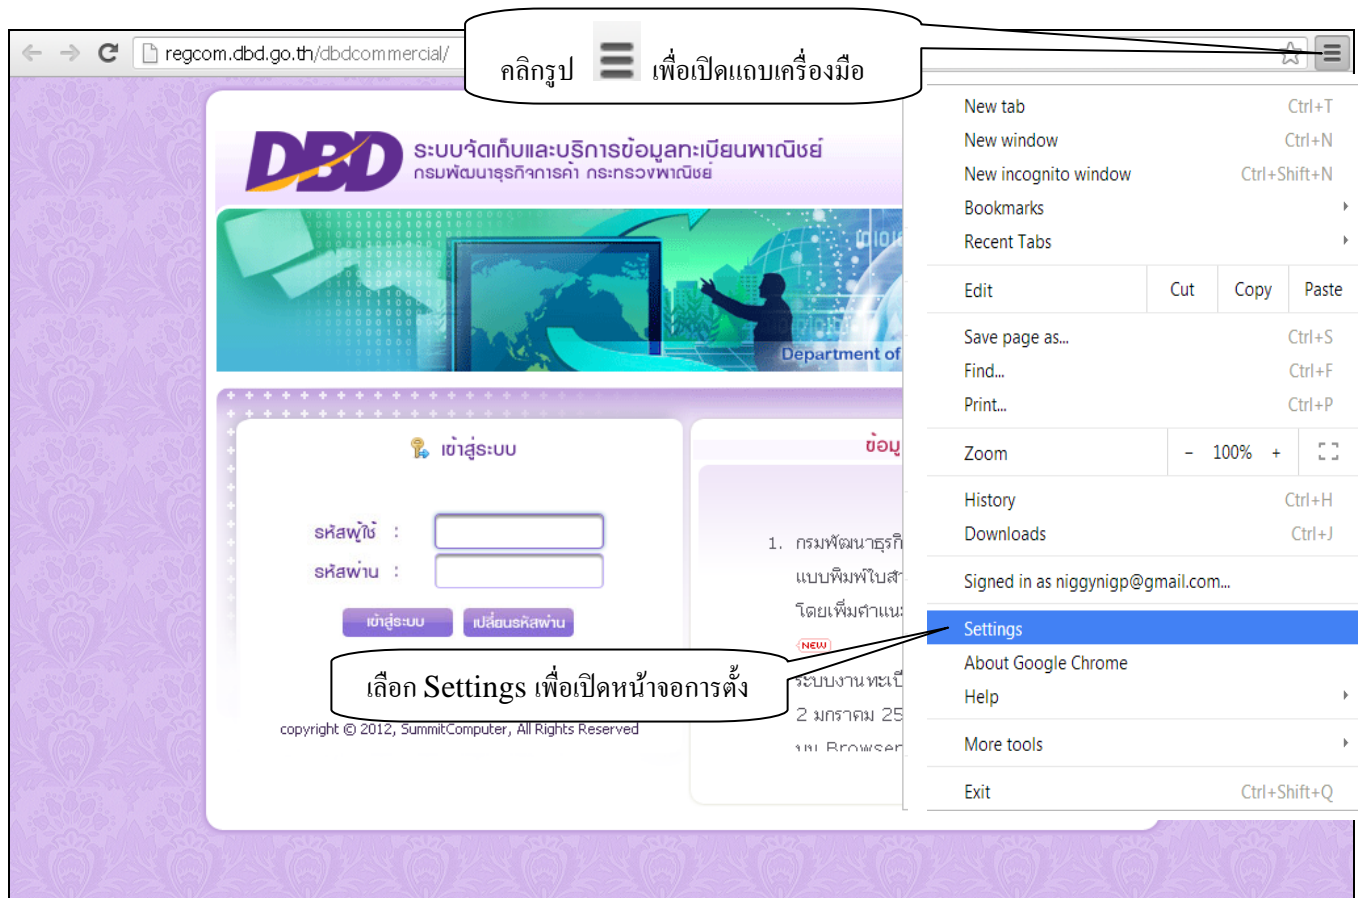 regcom.dbd.go.th/dbdcommercial/
คลิกรูป เพื่อเปิดแถบเครื่องมือ
DBD
ระบบจัดเก็บและบริการข้อมูลทะเบียนพาณิชย์
กรมพัฒนาธุรกิจการค้า กระทรวงพาณิชย์
Department of
เข้าสู่ระบบ
รหัสผู้ใช้ :
รหัสผ่าน :
เข้าสู่ระบบ เปลี่ยนรหัสผ่าน
เลือก Settings เพื่อเปิดหน้าจอการตั้ง
copyright © 2012, SummitComputer, All Rights Reserved
ข้อมู
1. กรมพัฒนาธุรกิ
แบบพิมพ์ใบสำ
โดยเพิ่มคำแนะ
NEW
ระบบงานทะเบี
2 มกราคม 25
บน Browser
New tab Ctrl+T
New window Ctrl+N
New incognito window Ctrl+Shift+N
Bookmarks
Recent Tabs
Edit Cut Copy Paste
Save page as... Ctrl+S
Find... Ctrl+F
Print... Ctrl+P
Zoom - 100% +
History Ctrl+H
Downloads Ctrl+J
Signed in as niggynigp@gmail.com...
Settings
About Google Chrome
Help
More tools
Exit Ctrl+Shift+Q